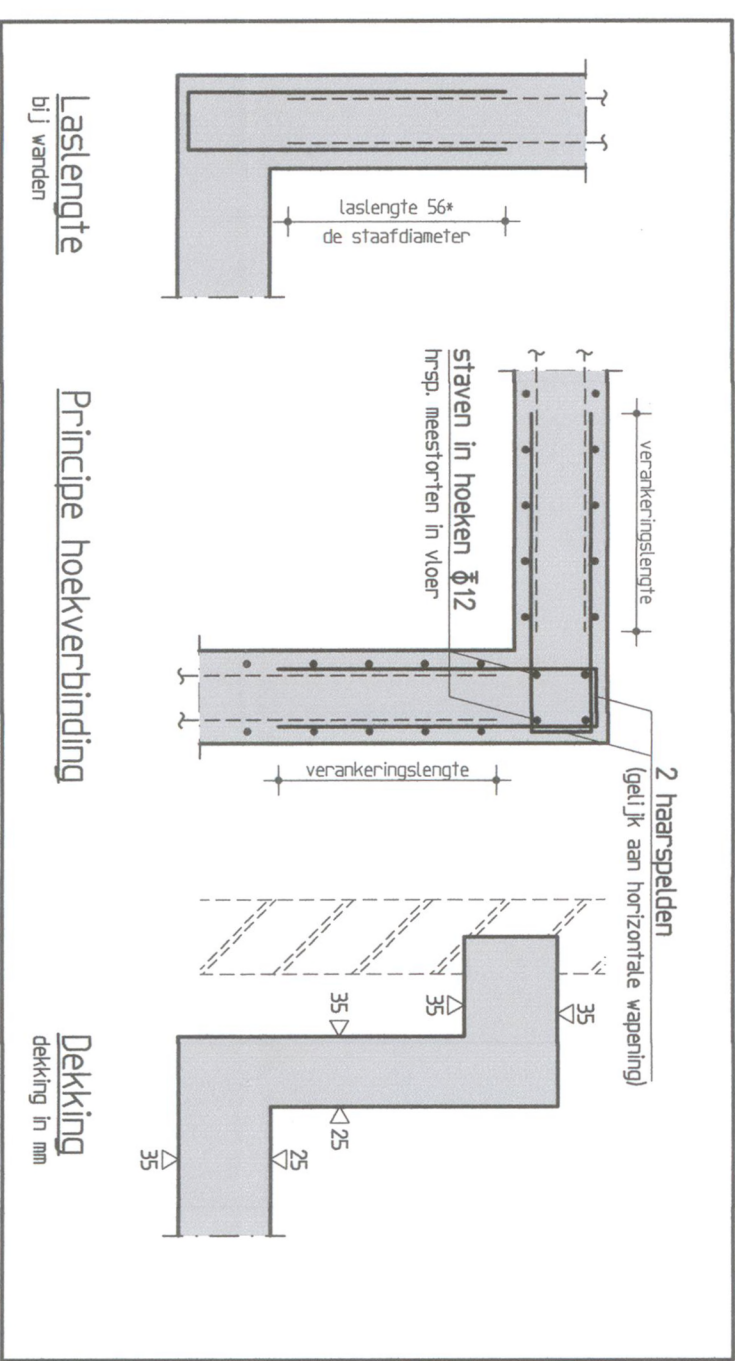 Laslengte
bij wanden
laslengte 56*
de staafdiameter
Principe hoekverbinding
staven in hoeken ⌀12
hrsp. meestorten in vloer
verankeringslengte
verankeringslengte
2 haarspelden
(gelijk aan horizontale wapening)
Dekking
dekking in mm
35
35
35
25
35
25